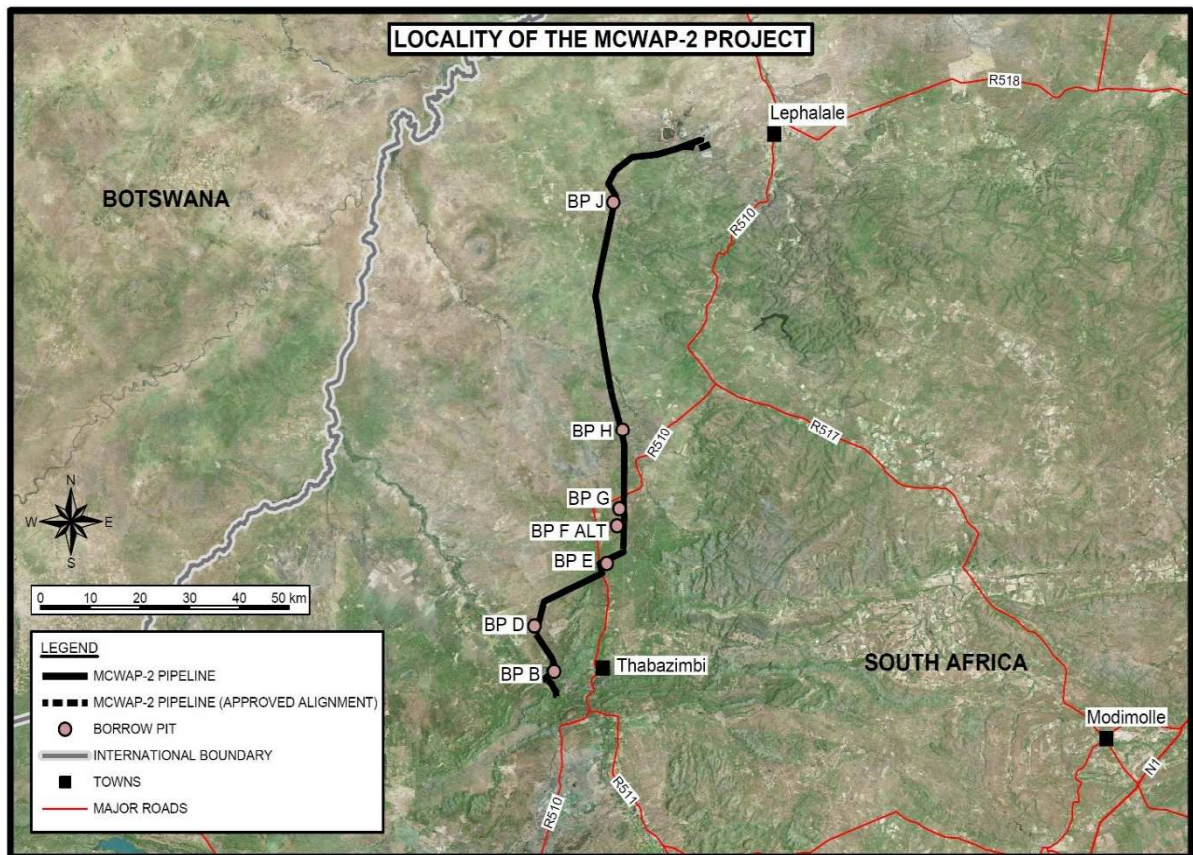 LOCALITY OF THE MCWAP-2 PROJECT
R518
Lephalale
BOTSWANA
BP J
R510
BP H
R510
R517
BP G
BP F ALT
N
W E
S
BP E
0 10 20 30 40 50 km
BP D
LEGEND
MCWAP-2 PIPELINE
MCWAP-2 PIPELINE (APPROVED ALIGNMENT)
BORROW PIT
INTERNATIONAL BOUNDARY
TOWNS
MAJOR ROADS
BP B
Thabazimbi
SOUTH AFRICA
Modimolle
N1
R510
R511